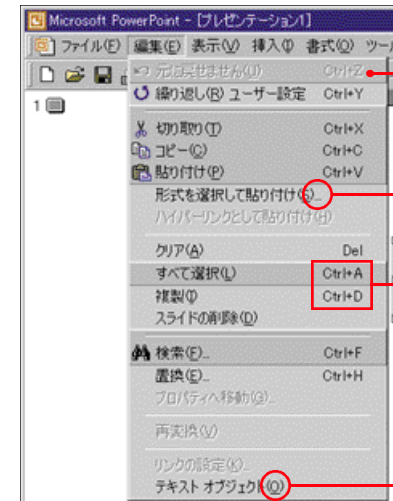 Microsoft PowerPoint - [プレゼンテーション1]
ファイル(F) 編集(E) 表示(V) 挿入(I) 書式(O) ツー
元に戻せません(U) Ctrl+Z
繰り返し(R) ユーザー設定 Ctrl+Y
1
切り取り(T) Ctrl+X
コピー(C) Ctrl+C
貼り付け(P) Ctrl+V
形式を選択して貼り付け(S)...
ハイパーリンクとして貼り付け(H)
クリア(A) Del
すべて選択(L) Ctrl+A
複製(I) Ctrl+D
スライドの削除(D)
検索(F)... Ctrl+F
置換(E)... Ctrl+H
プロパティへ移動(G)...
再変換(V)
リンクの設定(K)...
テキスト オブジェクト(O)